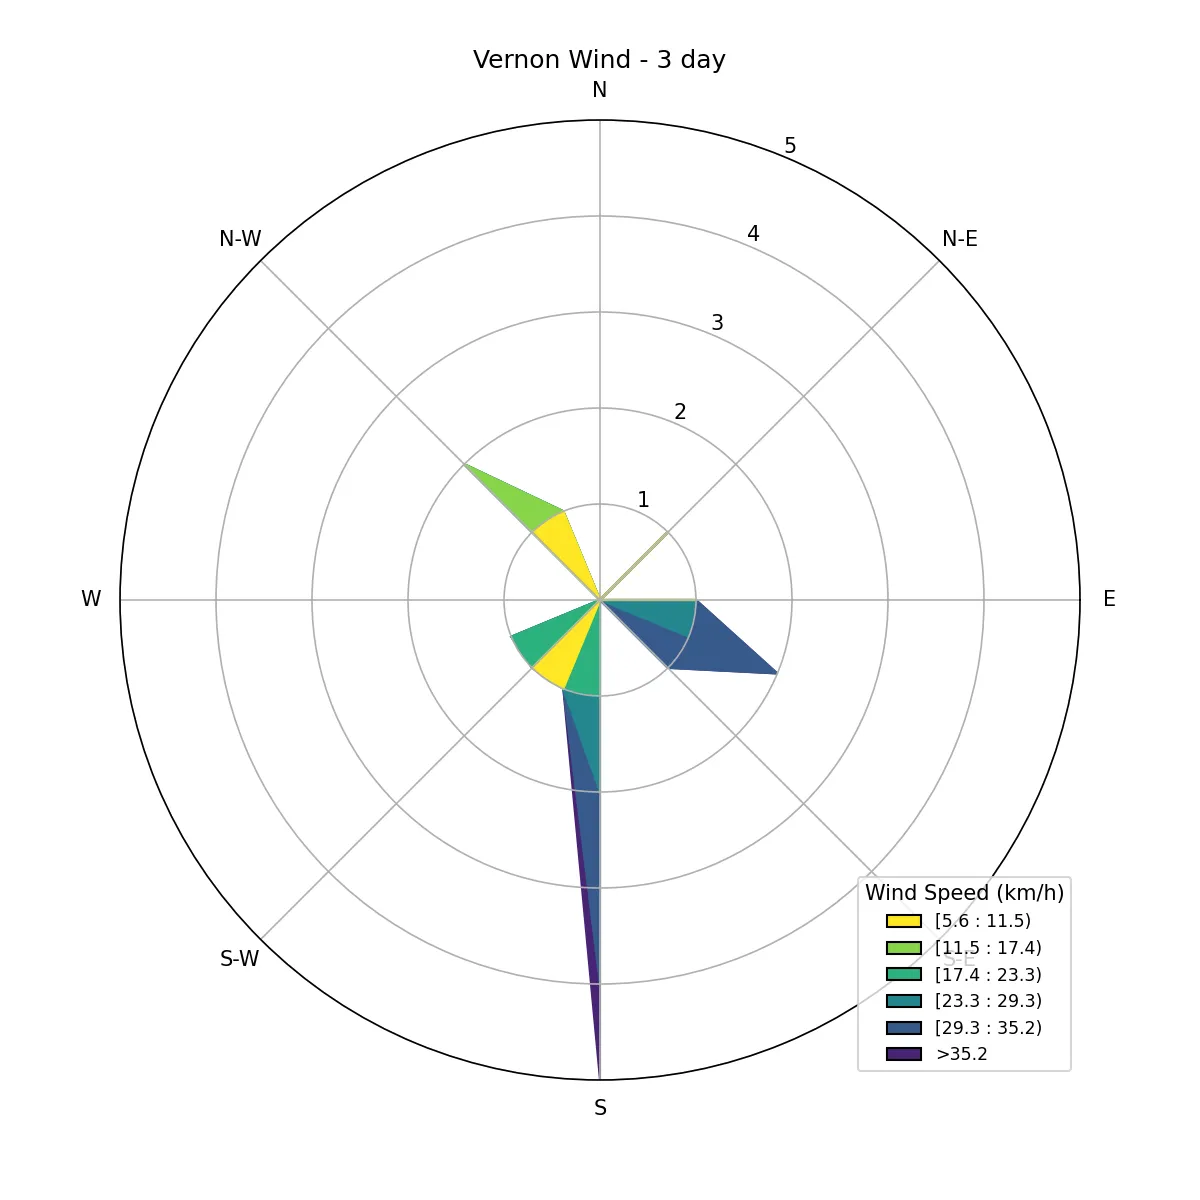 Vernon Wind - 3 day
N
5
N-W
N-E
4
3
2
1
W
E
Wind Speed (km/h)
[5.6 : 11.5)
[11.5 : 17.4)
S-W
S-E
[17.4 : 23.3)
[23.3 : 29.3)
[29.3 : 35.2)
>35.2
S